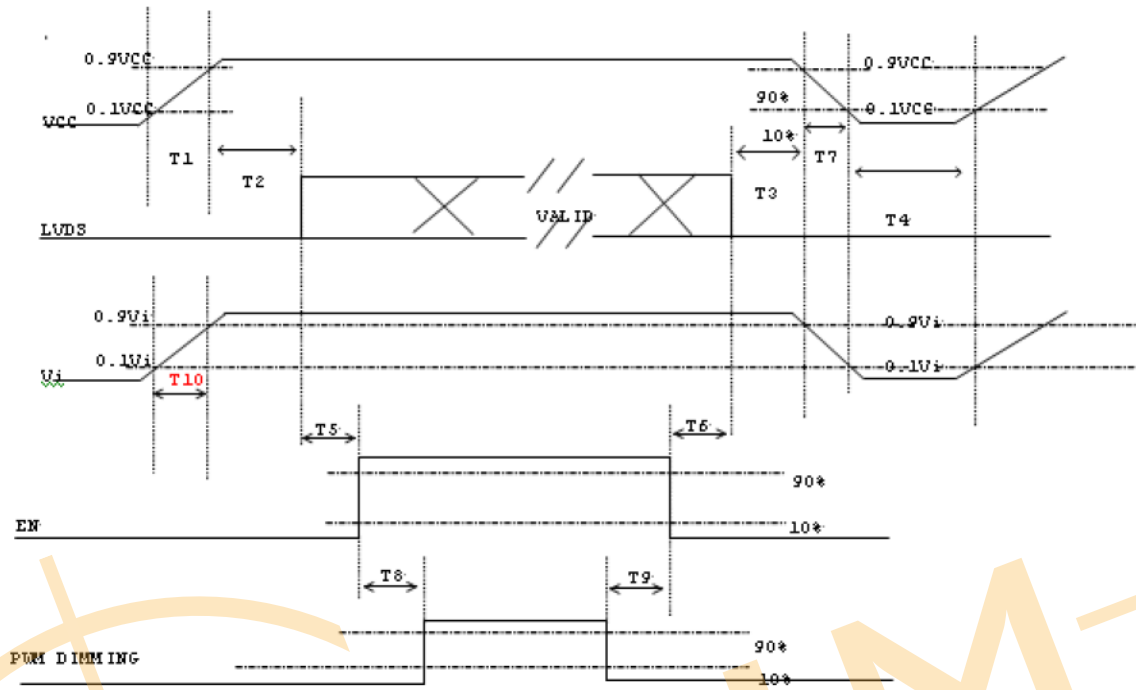 0.9VCC
0.9VCC
90%
0.1VCC
0.1VCC
VCC
10%
T1
T7
T2
T3
VALID
T4
LVDS
0.9Vi
0.9Vi
0.1Vi
0.1Vi
Vi
T10
T5
T6
90%
EN
10%
T8
T9
90%
PWM DIMMING
10%